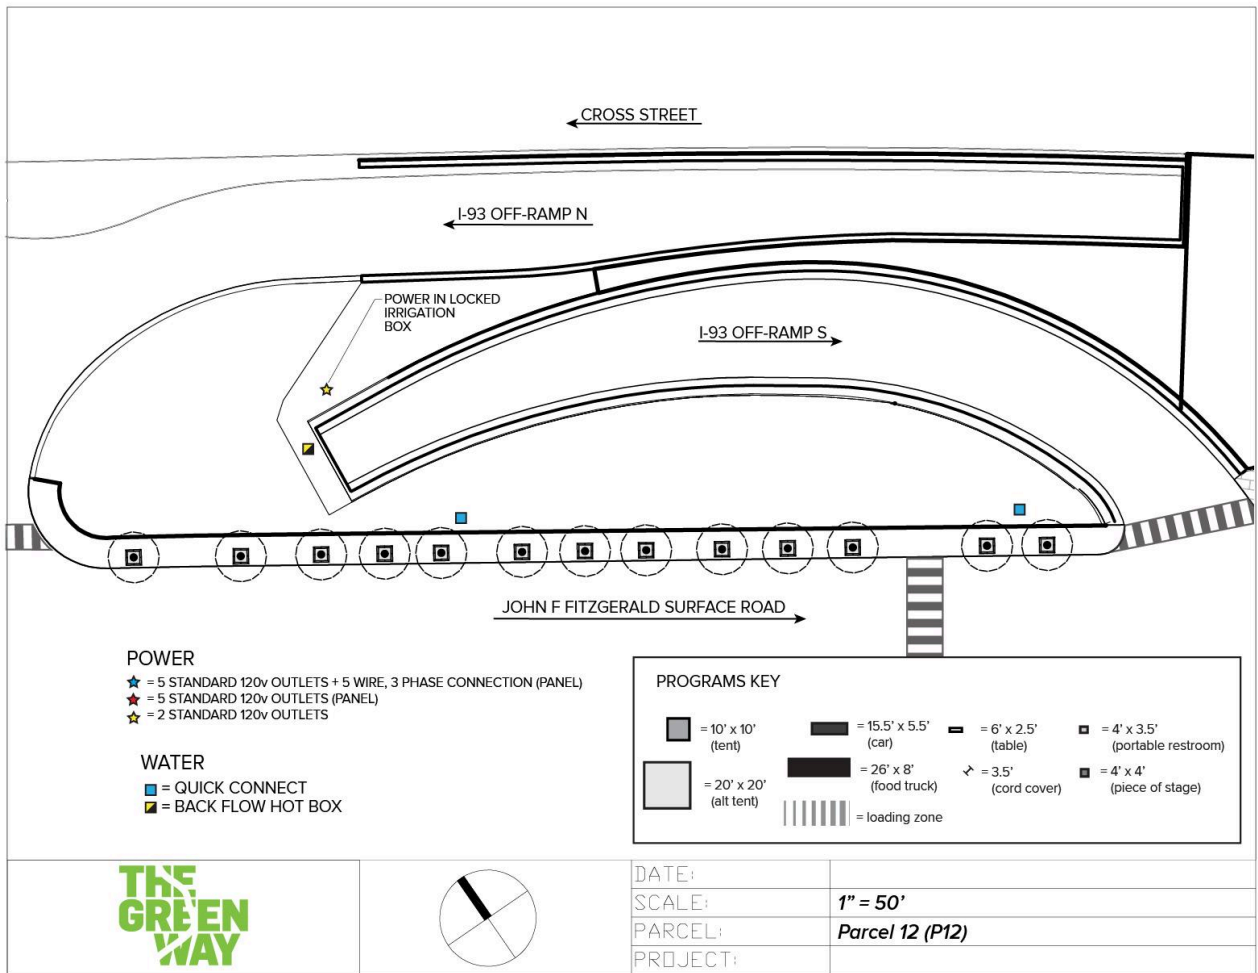 CROSS STREET
I-93 OFF-RAMP N
POWER IN LOCKED
IRRIGATION
BOX
I-93 OFF-RAMP S
JOHN F FITZGERALD SURFACE ROAD
POWER
= 5 STANDARD 120v OUTLETS + 5 WIRE, 3 PHASE CONNECTION (PANEL)
= 5 STANDARD 120v OUTLETS (PANEL)
= 2 STANDARD 120v OUTLETS
WATER
= QUICK CONNECT
= BACK FLOW HOT BOX
PROGRAMS KEY
= 10’ x 10’
(tent)
= 20’ x 20’
(alt tent)
= 15.5’ x 5.5’
(car)
= 26’ x 8’
(food truck)
= loading zone
= 6’ x 2.5’
(table)
= 3.5’
(cord cover)
= 4’ x 3.5’
(portable restroom)
= 4’ x 4’
(piece of stage)
THE
GREEN
WAY
DATE:
SCALE: 1” = 50’
PARCEL: Parcel 12 (P12)
PROJECT: